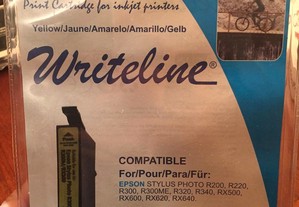 Print Cartridge for inkjet printers
Yellow/Jaune/Amarelo/Amarillo/Gelb
Writeline®
COMPATIBLE
For/Pour/Para/Für:
EPSON STYLUS PHOTO R200, R220,
R300, R300ME, R320, R340, RX500,
RX600, RX620, RX640